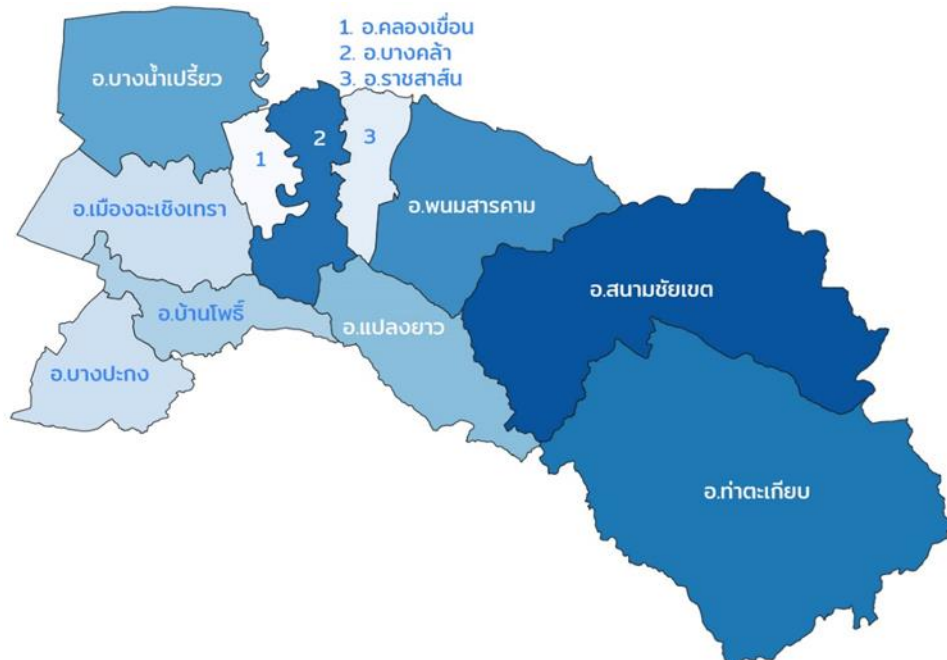 1. อ.คลองเขื่อน
2. อ.บางคล้า
3. อ.ราชสาส์น
อ.บางน้ำเปรี้ยว
2
3
1
อ.เมืองฉะเชิงเทรา
อ.พนมสารคาม
อ.สนามชัยเขต
อ.บ้านโพธิ์
อ.แปลงยาว
อ.บางปะกง
อ.ท่าตะเกียบ